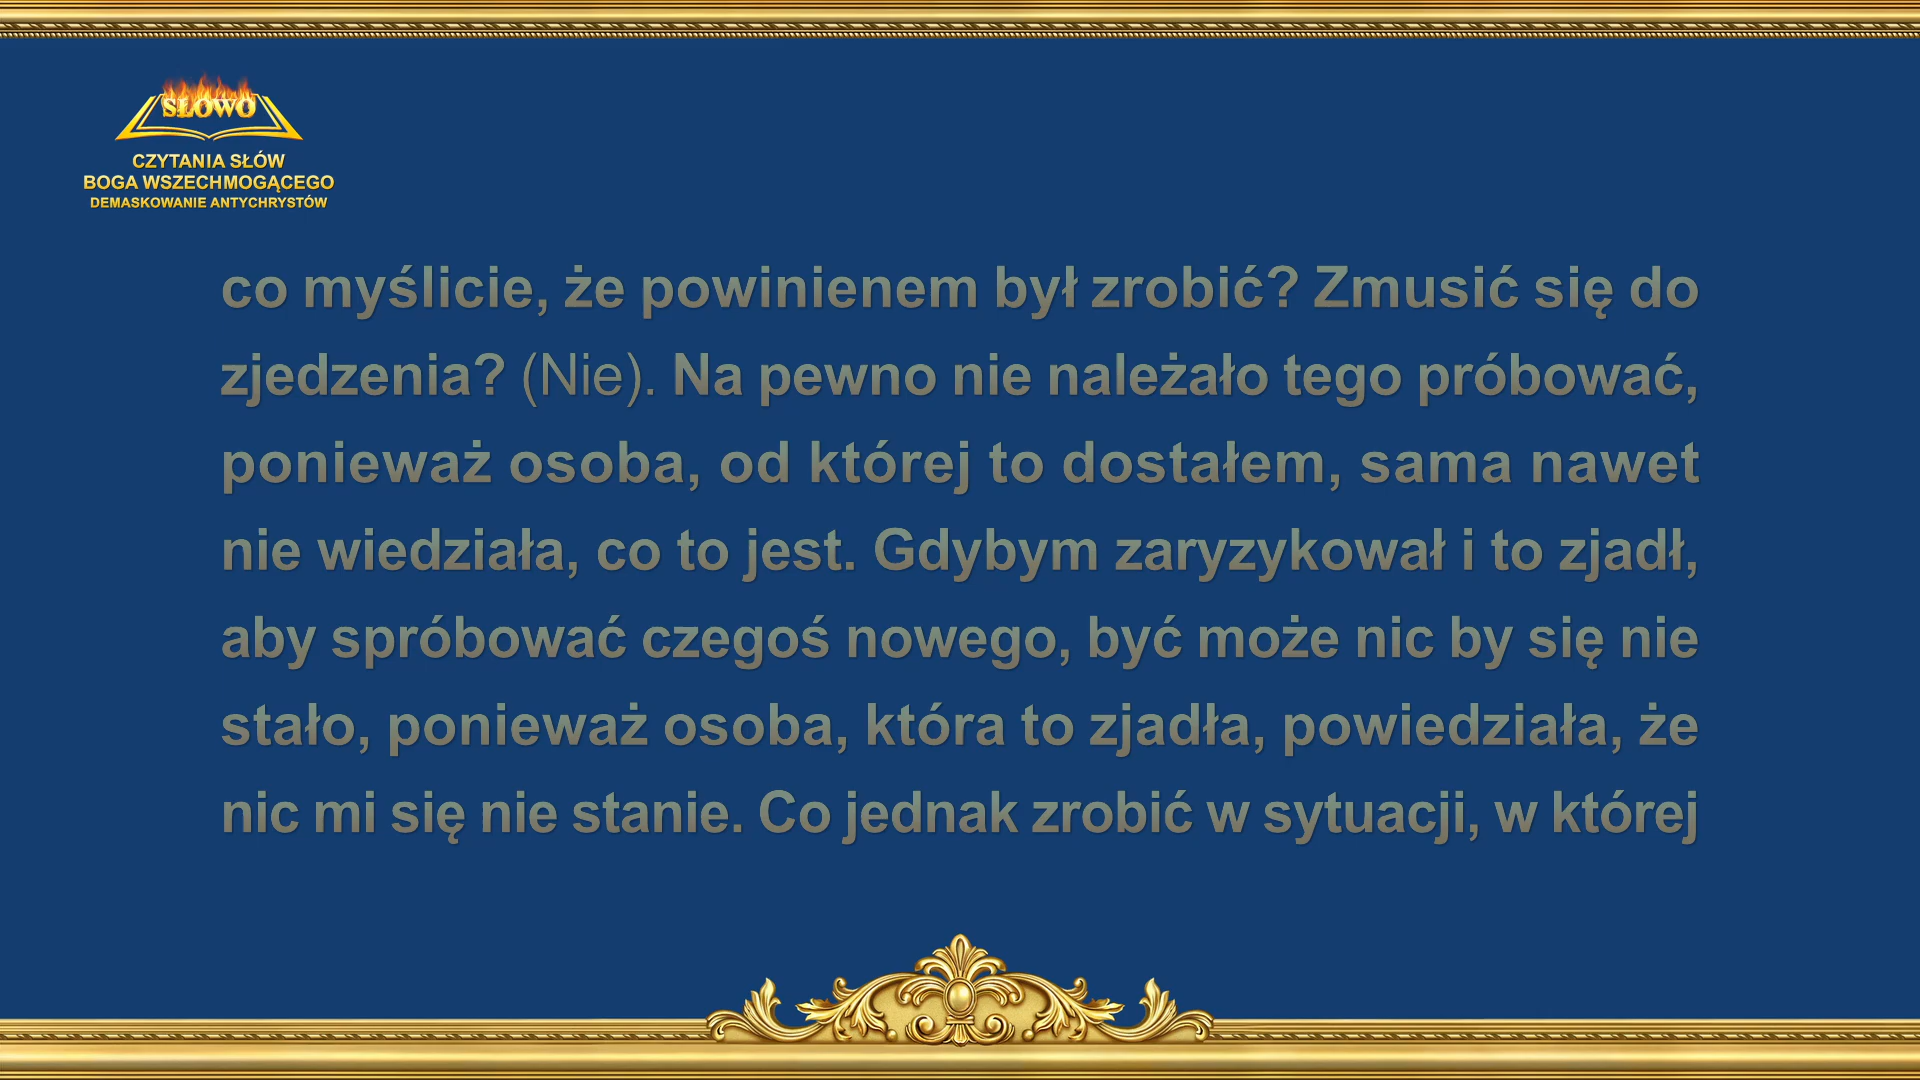 SŁOWO
CZYTANIA SŁÓW
BOGA WSZECHMOGĄCEGO
DEMASKOWANIE ANTYCHRYSTÓW
co myślicie, że powinienem był zrobić? Zmusić się do
zjedzenia? (Nie). Na pewno nie należało tego próbować,
ponieważ osoba, od której to dostałem, sama nawet
nie wiedziała, co to jest. Gdybym zaryzykował i to zjadł,
aby spróbować czegoś nowego, być może nic by się nie
stało, ponieważ osoba, która to zjadła, powiedziała, że
nic mi się nie stanie. Co jednak zrobić w sytuacji, w której